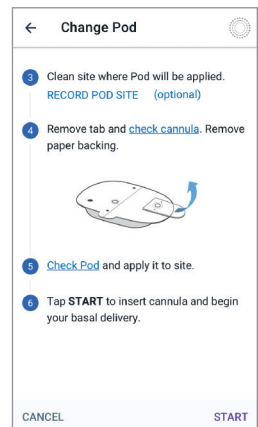 Change Pod
3 Clean site where Pod will be applied.
RECORD POD SITE (optional)
4 Remove tab and check cannula. Remove
paper backing.
5 Check Pod and apply it to site.
6 Tap START to insert cannula and begin
your basal delivery.
CANCEL START